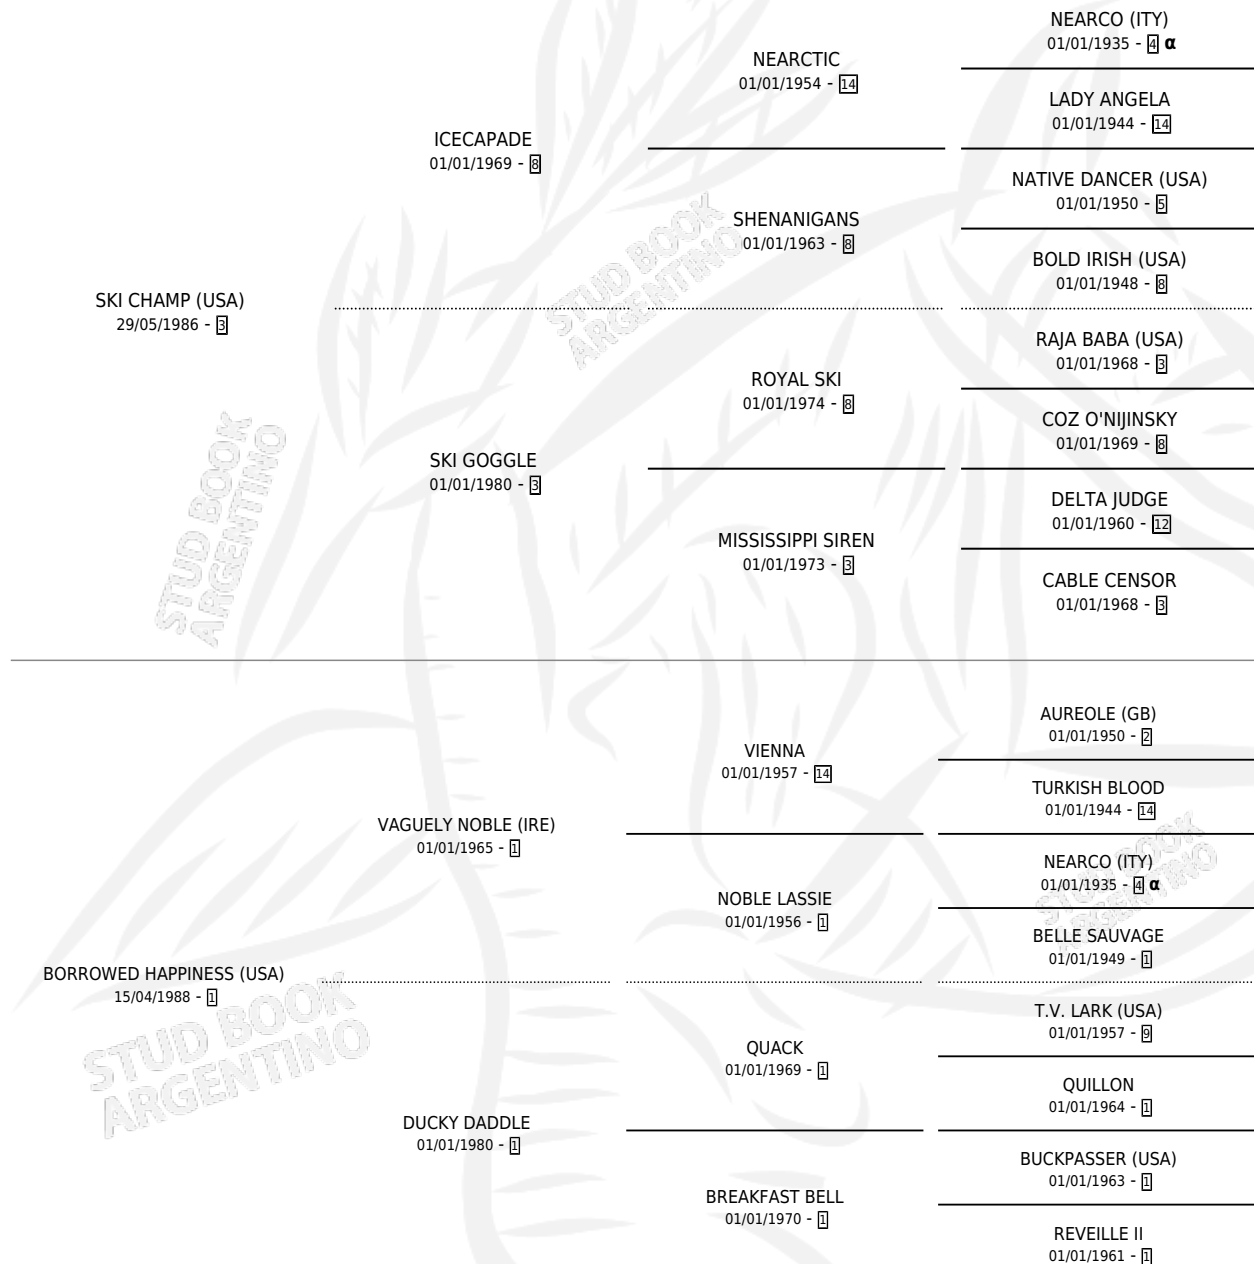 NEARCO (ITY)
01/01/1935 - 4 α
NEARCTIC
01/01/1954 - 14
LADY ANGELA
01/01/1944 - 14
ICECAPADE
01/01/1969 - 8
NATIVE DANCER (USA)
01/01/1950 - 5
SHENANIGANS
01/01/1963 - 8
BOLD IRISH (USA)
01/01/1948 - 8
SKI CHAMP (USA)
29/05/1986 - 3
RAJA BABA (USA)
01/01/1968 - 3
ROYAL SKI
01/01/1974 - 8
COZ O'NIJINSKY
01/01/1969 - 8
SKI GOGGLE
01/01/1980 - 3
DELTA JUDGE
01/01/1960 - 12
MISSISSIPPI SIREN
01/01/1973 - 3
CABLE CENSOR
01/01/1968 - 3
AUREOLE (GB)
01/01/1950 - 2
VIENNA
01/01/1957 - 14
TURKISH BLOOD
01/01/1944 - 14
VAGUELY NOBLE (IRE)
01/01/1965 - 1
NEARCO (ITY)
01/01/1935 - 4 α
NOBLE LASSIE
01/01/1956 - 1
BELLE SAUVAGE
01/01/1949 - 1
BORROWED HAPPINESS (USA)
15/04/1988 - 1
T.V. LARK (USA)
01/01/1957 - 9
QUACK
01/01/1969 - 1
QUILLON
01/01/1964 - 1
DUCKY DADDLE
01/01/1980 - 1
BUCKPASSER (USA)
01/01/1963 - 1
BREAKFAST BELL
01/01/1970 - 1
REVEILLE II
01/01/1961 - 1
STUD BOOK
ARGENTINO
STUD BOOK
ARGENTINO
STUD BOOK
ARGENTINO
STUD BOOK
ARGENTINO